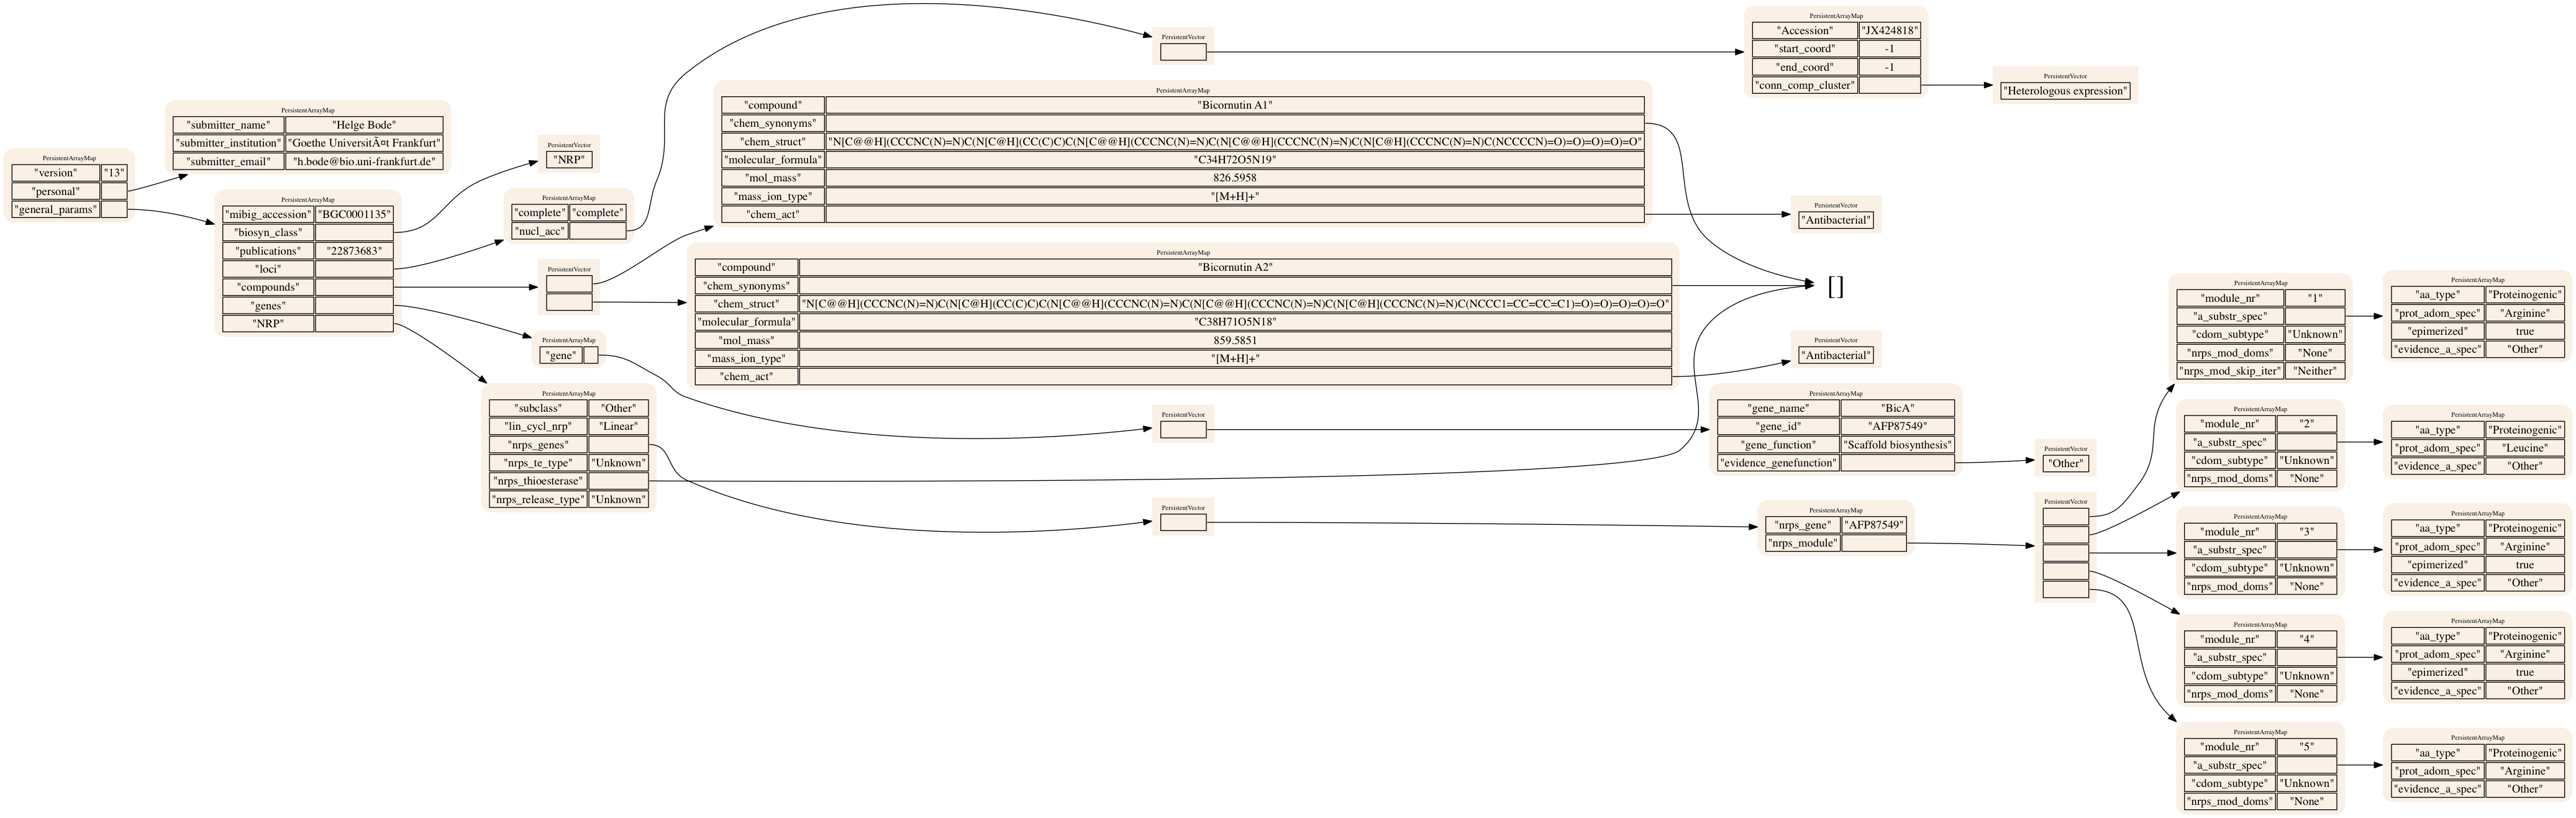 PersistentArrayMap
"version" "13"
"personal"
"general_params"
PersistentArrayMap
"submitter_name" "Helge Bode"
"submitter_institution" "Goethe UniversitÃ¤t Frankfurt"
"submitter_email" "h.bode@bio.uni-frankfurt.de"
PersistentArrayMap
"mibig_accession" "BGC0001135"
"biosyn_class"
"publications" "22873683"
"loci"
"compounds"
"genes"
"NRP"
PersistentVector
"NRP"
PersistentArrayMap
"complete" "complete"
"nucl_acc"
PersistentVector
PersistentArrayMap
"gene"
PersistentArrayMap
"subclass" "Other"
"lin_cycl_nrp" "Linear"
"nrps_genes"
"nrps_te_type" "Unknown"
"nrps_thioesterase"
"nrps_release_type" "Unknown"
PersistentVector
PersistentArrayMap
"compound" "Bicornutin A1"
"chem_synonyms"
"chem_struct" "N[C@@H](CCCNC(N)=N)C(N[C@H](CC(C)C)C(N[C@@H](CCCNC(N)=N)C(N[C@@H](CCCNC(N)=N)C(N[C@H](CCCNC(N)=N)C(NCCCCN)=O)=O)=O)=O)=O"
"molecular_formula" "C34H72O5N19"
"mol_mass" 826.5958
"mass_ion_type" "[M+H]+"
"chem_act"
PersistentArrayMap
"compound" "Bicornutin A2"
"chem_synonyms"
"chem_struct" "N[C@@H](CCCNC(N)=N)C(N[C@H](CC(C)C)C(N[C@@H](CCCNC(N)=N)C(N[C@@H](CCCNC(N)=N)C(N[C@H](CCCNC(N)=N)C(NCCC1=CC=CC=C1)=O)=O)=O)=O)=O"
"molecular_formula" "C38H71O5N18"
"mol_mass" 859.5851
"mass_ion_type" "[M+H]+"
"chem_act"
PersistentVector
PersistentVector
PersistentArrayMap
"Accession" "JX424818"
"start_coord" -1
"end_coord" -1
"conn_comp_cluster"
PersistentVector
"Heterologous expression"
PersistentVector
"Antibacterial"
[]
PersistentVector
"Antibacterial"
PersistentArrayMap
"gene_name" "BicA"
"gene_id" "AFP87549"
"gene_function" "Scaffold biosynthesis"
"evidence_genefunction"
PersistentVector
"Other"
PersistentArrayMap
"nrps_gene" "AFP87549"
"nrps_module"
PersistentVector
PersistentArrayMap
"module_nr" "1"
"a_substr_spec"
"cdom_subtype" "Unknown"
"nrps_mod_doms" "None"
"nrps_mod_skip_iter" "Neither"
PersistentArrayMap
"aa_type" "Proteinogenic"
"prot_adom_spec" "Arginine"
"epimerized" true
"evidence_a_spec" "Other"
PersistentArrayMap
"module_nr" "2"
"a_substr_spec"
"cdom_subtype" "Unknown"
"nrps_mod_doms" "None"
PersistentArrayMap
"aa_type" "Proteinogenic"
"prot_adom_spec" "Leucine"
"evidence_a_spec" "Other"
PersistentArrayMap
"module_nr" "3"
"a_substr_spec"
"cdom_subtype" "Unknown"
"nrps_mod_doms" "None"
PersistentArrayMap
"aa_type" "Proteinogenic"
"prot_adom_spec" "Arginine"
"epimerized" true
"evidence_a_spec" "Other"
PersistentArrayMap
"module_nr" "4"
"a_substr_spec"
"cdom_subtype" "Unknown"
"nrps_mod_doms" "None"
PersistentArrayMap
"aa_type" "Proteinogenic"
"prot_adom_spec" "Arginine"
"epimerized" true
"evidence_a_spec" "Other"
PersistentArrayMap
"module_nr" "5"
"a_substr_spec"
"cdom_subtype" "Unknown"
"nrps_mod_doms" "None"
PersistentArrayMap
"aa_type" "Proteinogenic"
"prot_adom_spec" "Arginine"
"evidence_a_spec" "Other"